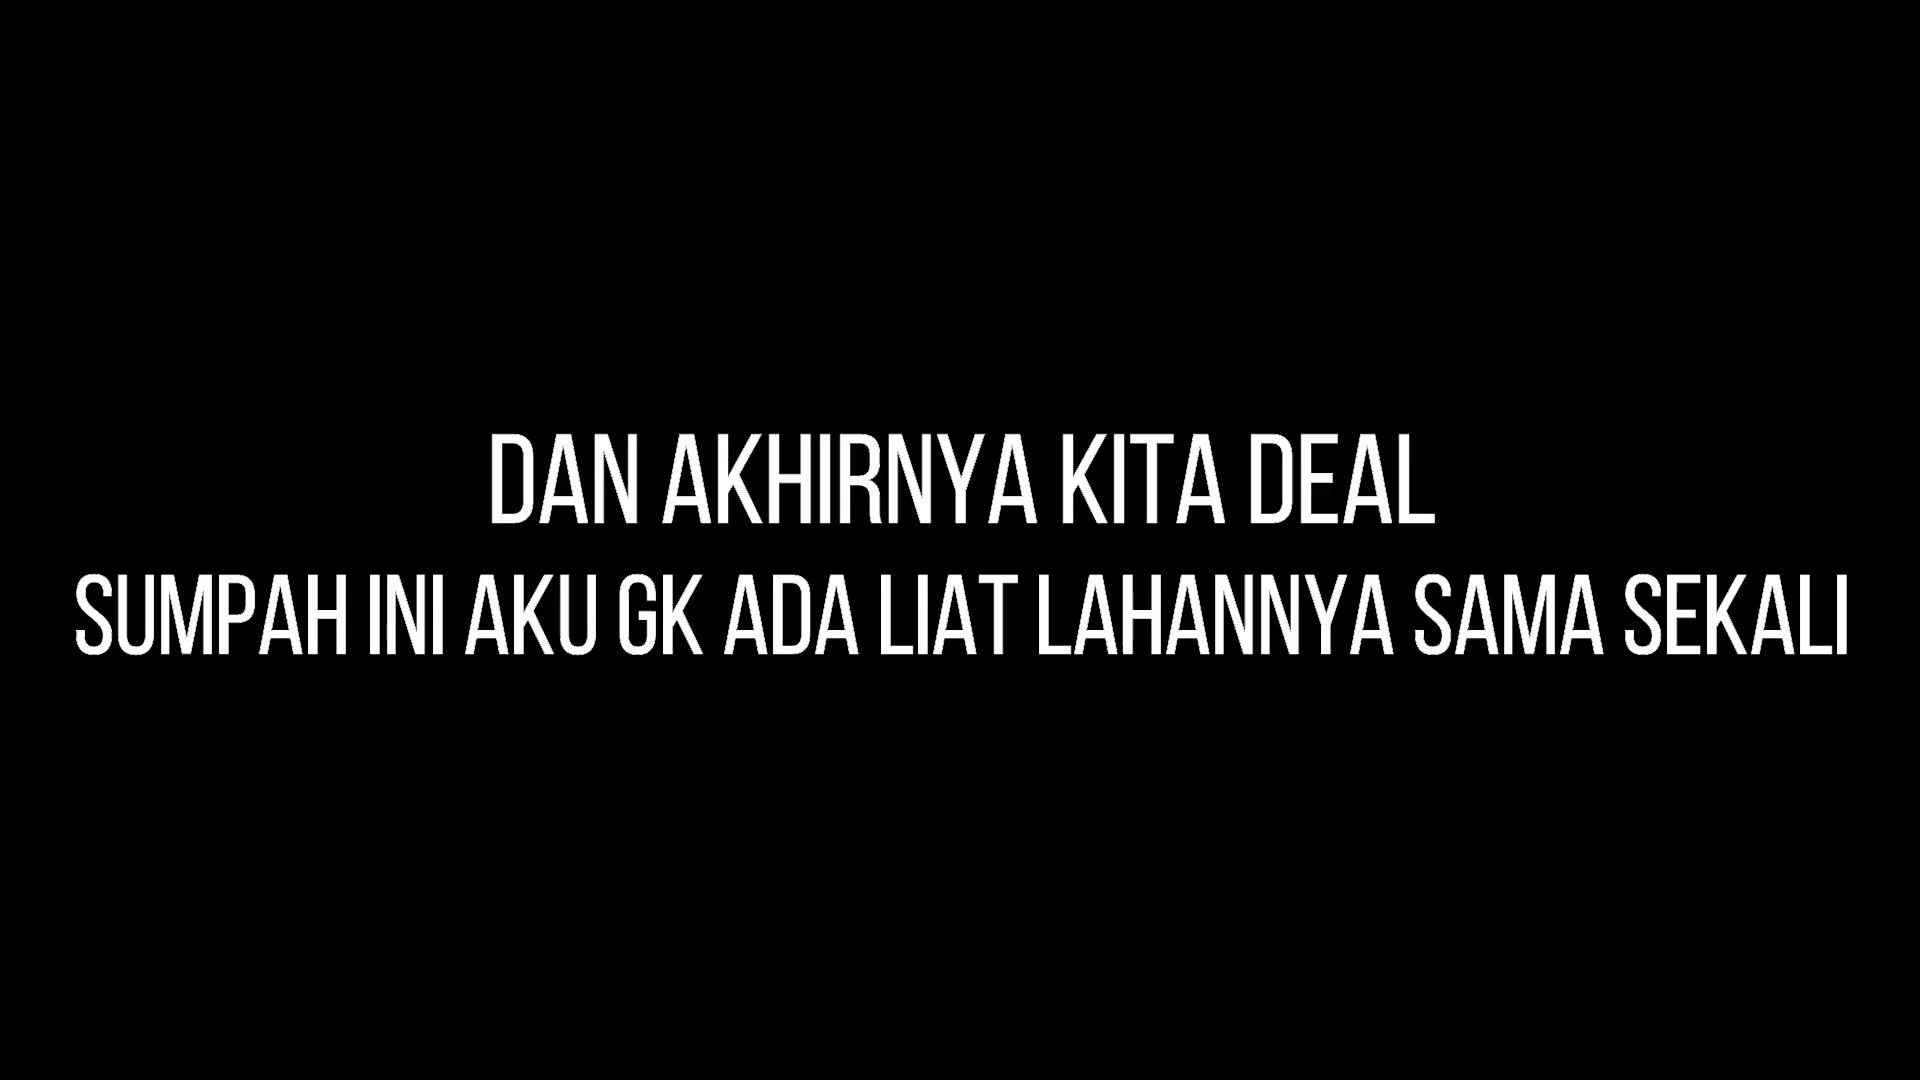 DAN AKHIRNYA KITA DEAL
SUMPAH INI AKU GK ADA LIAT LAHANNYA SAMA SEKALI